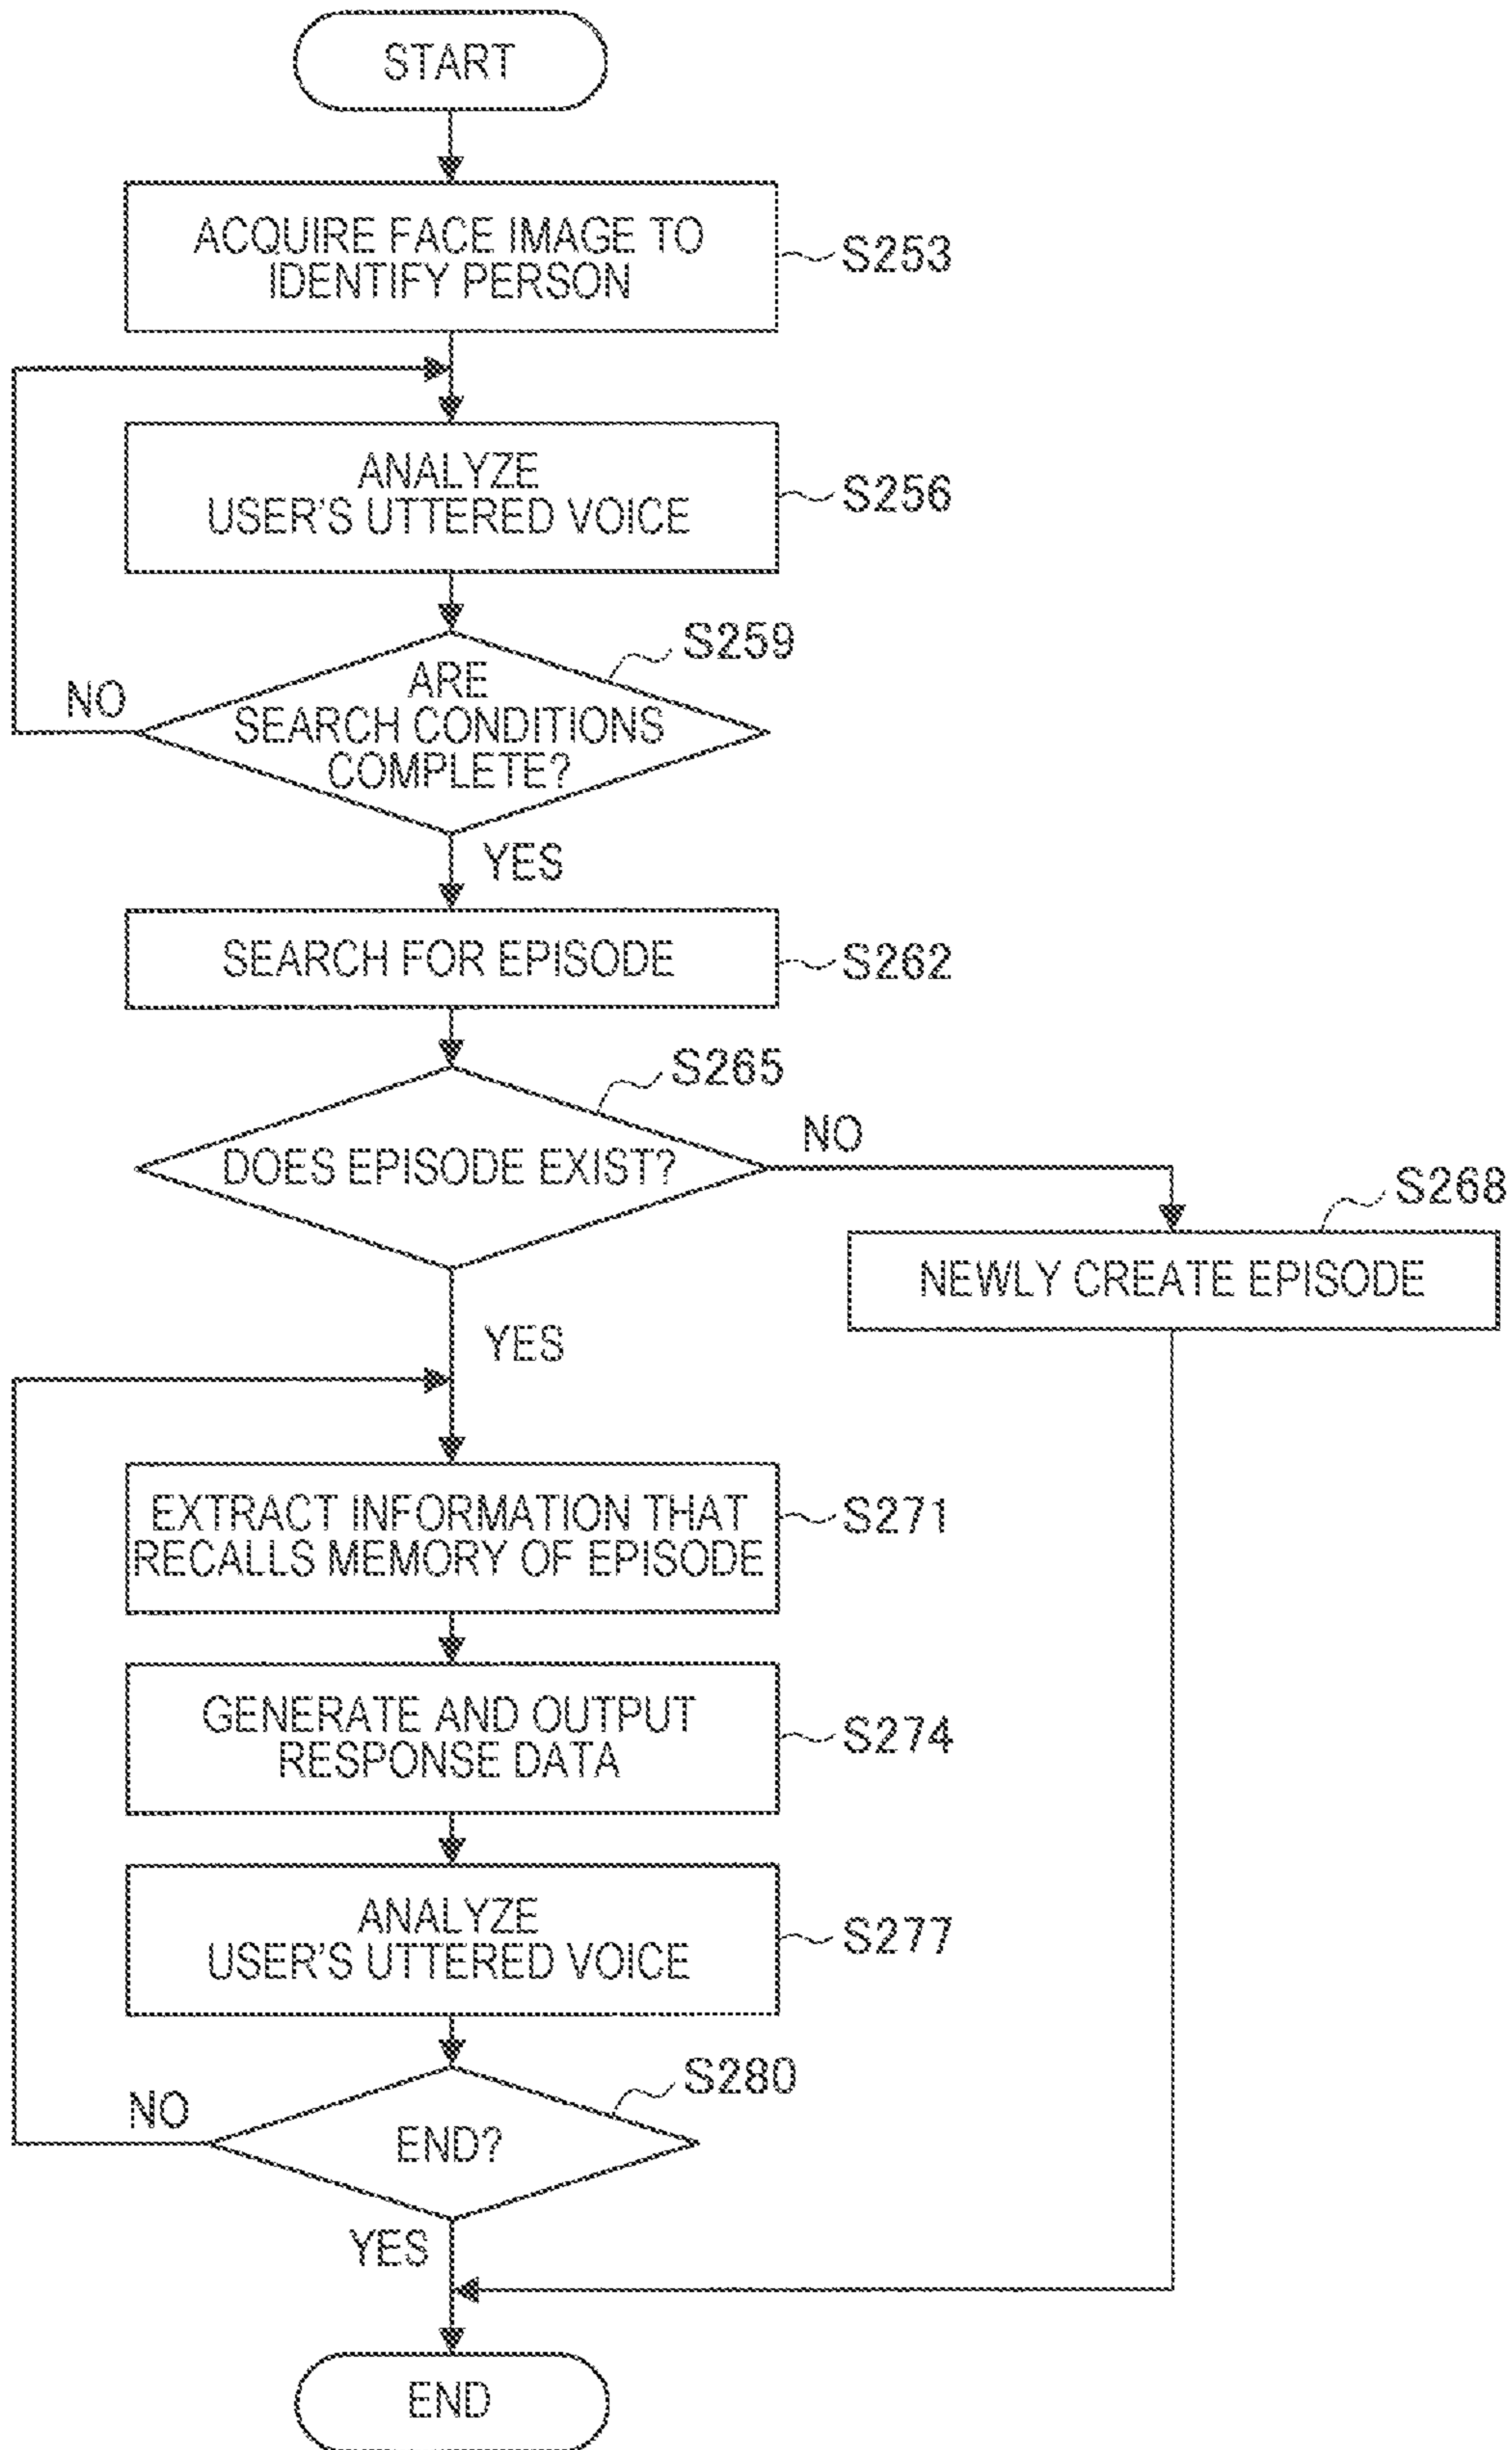 START
ACQUIRE FACE IMAGE TO
IDENTIFY PERSON
S253
ANALYZE
USER'S UTTERED VOICE
S256
S259
NO
ARE
SEARCH CONDITIONS
COMPLETE?
YES
SEARCH FOR EPISODE
S262
S265
DOES EPISODE EXIST?
NO
S268
NEWLY CREATE EPISODE
YES
EXTRACT INFORMATION THAT
RECALLS MEMORY OF EPISODE
S271
GENERATE AND OUTPUT
RESPONSE DATA
S274
ANALYZE
USER'S UTTERED VOICE
S277
S280
NO
END?
YES
END